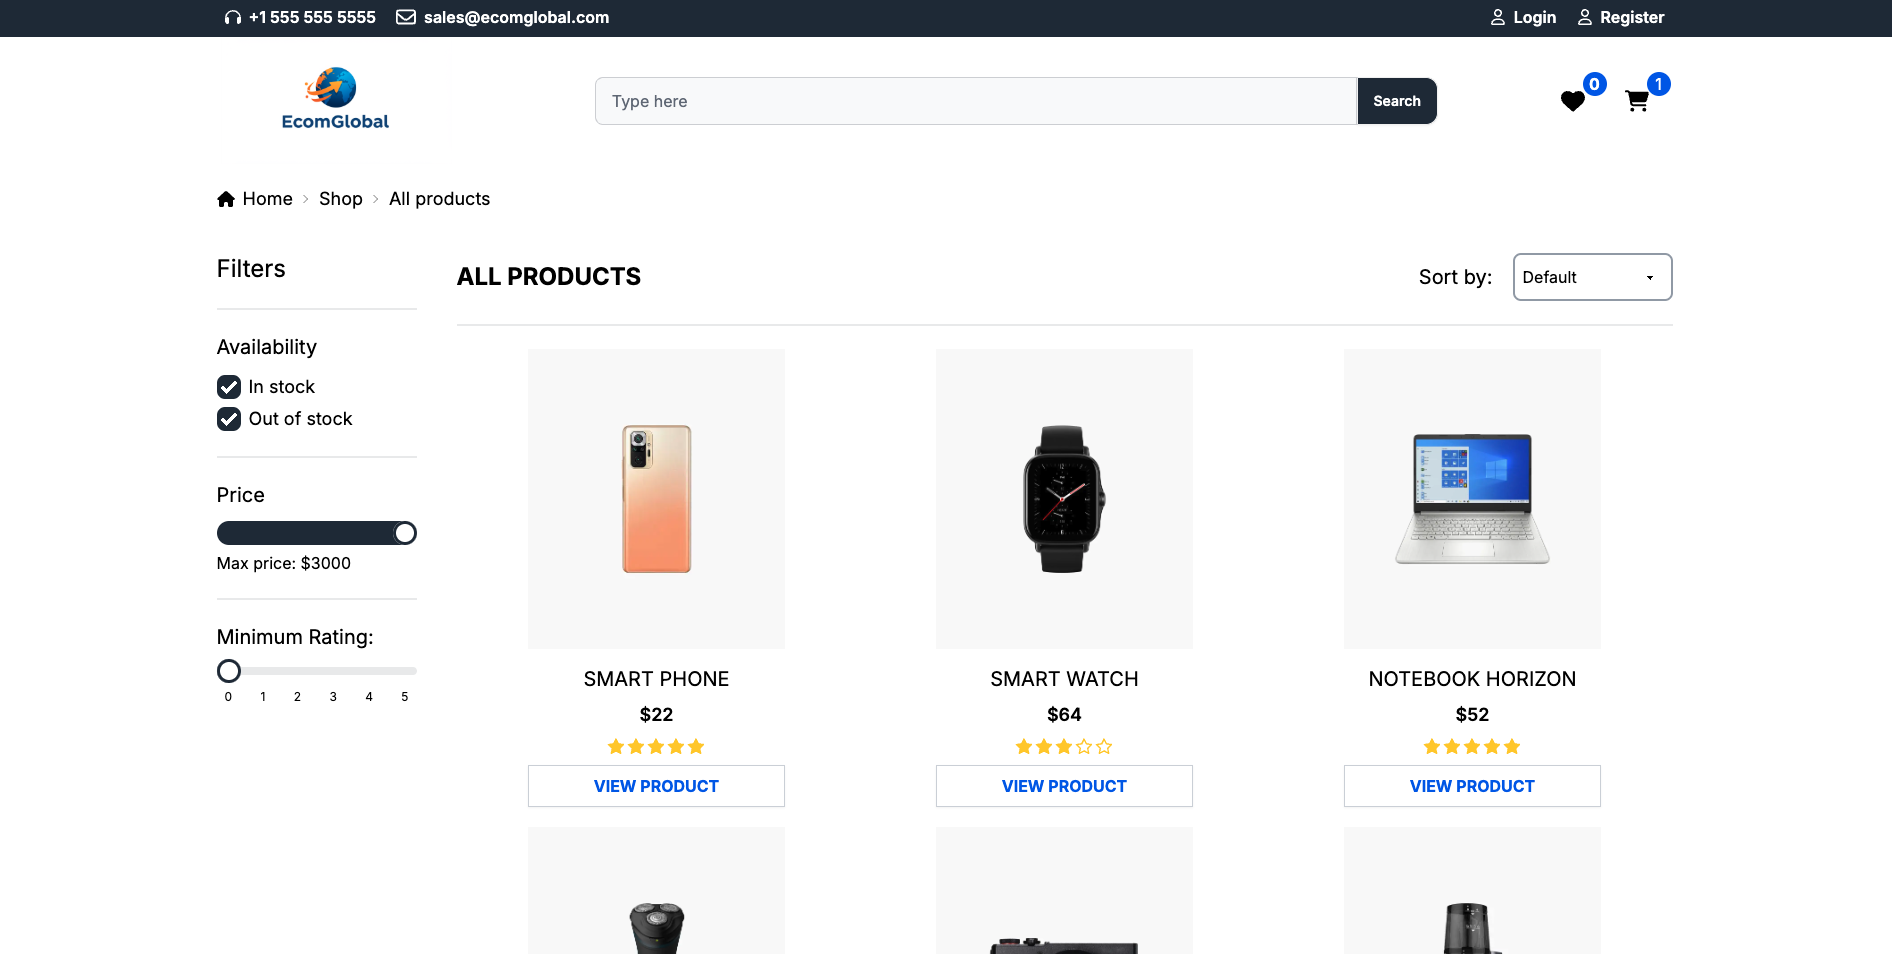 +1 555 555 5555 sales@ecomglobal.com Login Register
EcomGlobal
Type here Search 0 1
Home Shop All products
Filters
Availability
In stock
Out of stock
Price
Max price: $3000
Minimum Rating:
0 1 2 3 4 5
ALL PRODUCTS Sort by: Default
SMART PHONE
$22
VIEW PRODUCT
SMART WATCH
$64
VIEW PRODUCT
NOTEBOOK HORIZON
$52
VIEW PRODUCT